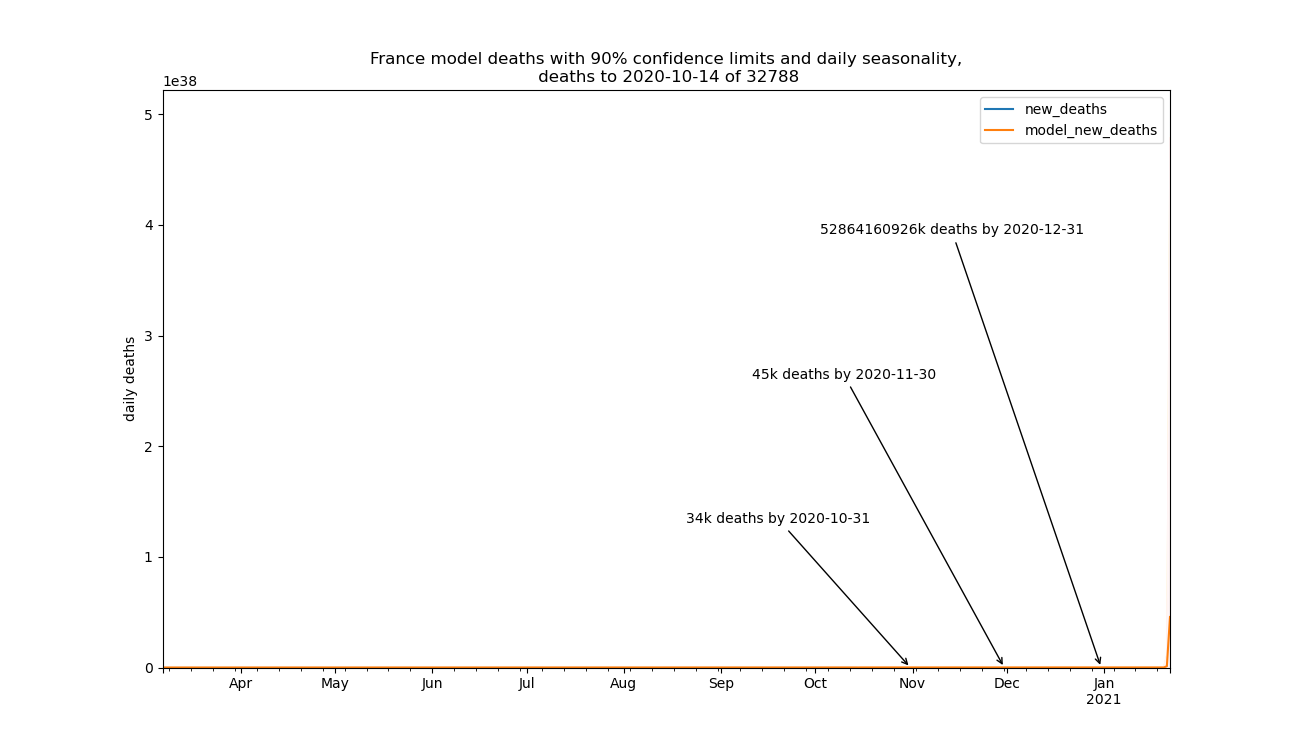 France model deaths with 90% confidence limits and daily seasonality,
deaths to 2020-10-14 of 32788
1e38
new_deaths
model_new_deaths
5
4
3
2
1
0
daily deaths
52864160926k deaths by 2020-12-31
45k deaths by 2020-11-30
34k deaths by 2020-10-31
Apr May Jun Jul Aug Sep Oct Nov Dec Jan
2021